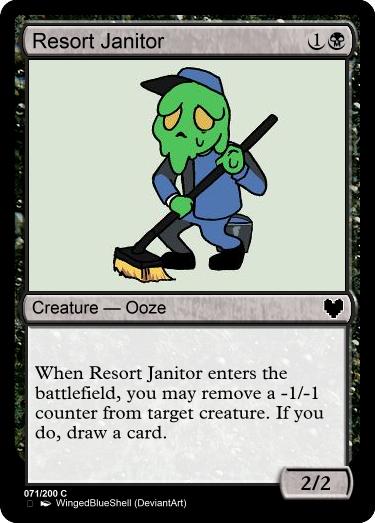 Resort Janitor 1
Creature — Ooze
When Resort Janitor enters the
battlefield, you may remove a -1/-1
counter from target creature. If you
do, draw a card.
2/2
071/200 C
WingedBlueShell (DeviantArt)